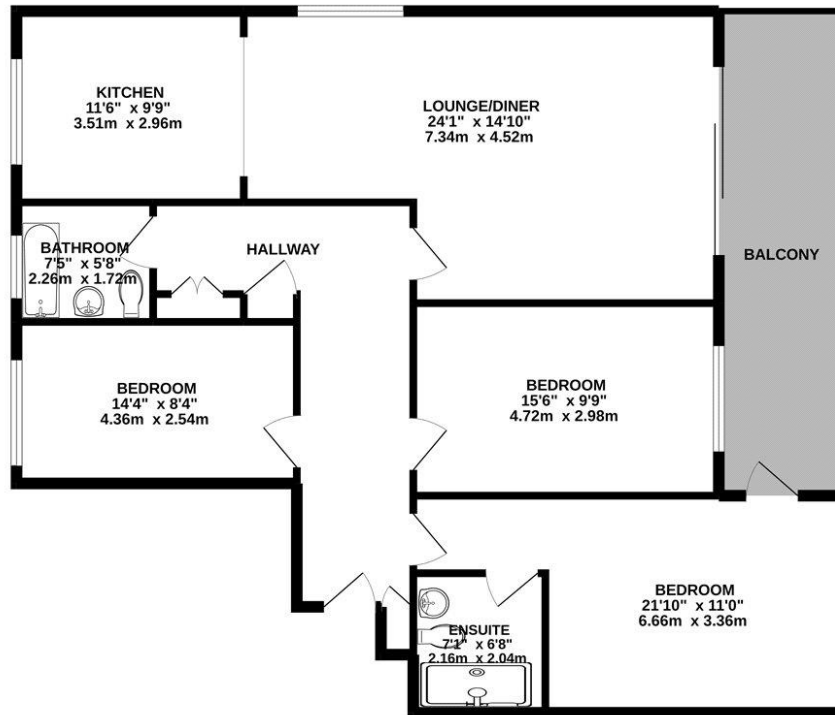 KITCHEN
11'6" x 9'9"
3.51m x 2.96m
LOUNGE/DINER
24'1" x 14'10"
7.34m x 4.52m
BATHROOM
7'5" x 5'8"
2.26m x 1.72m
HALLWAY
BALCONY
BEDROOM
14'4" x 8'4"
4.36m x 2.54m
BEDROOM
15'6" x 9'9"
4.72m x 2.98m
BEDROOM
21'10" x 11'0"
6.66m x 3.36m
ENSUITE
7'1" x 6'8"
2.16m x 2.04m